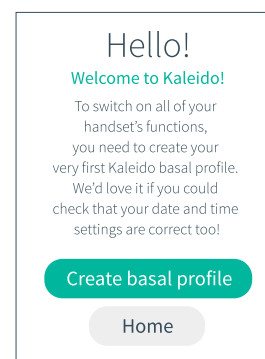 Hello!
Welcome to Kaleido!
To switch on all of your
handset's functions,
you need to create your
very first Kaleido basal profile.
We'd love it if you could
check that your date and time
settings are correct too!
Create basal profile
Home